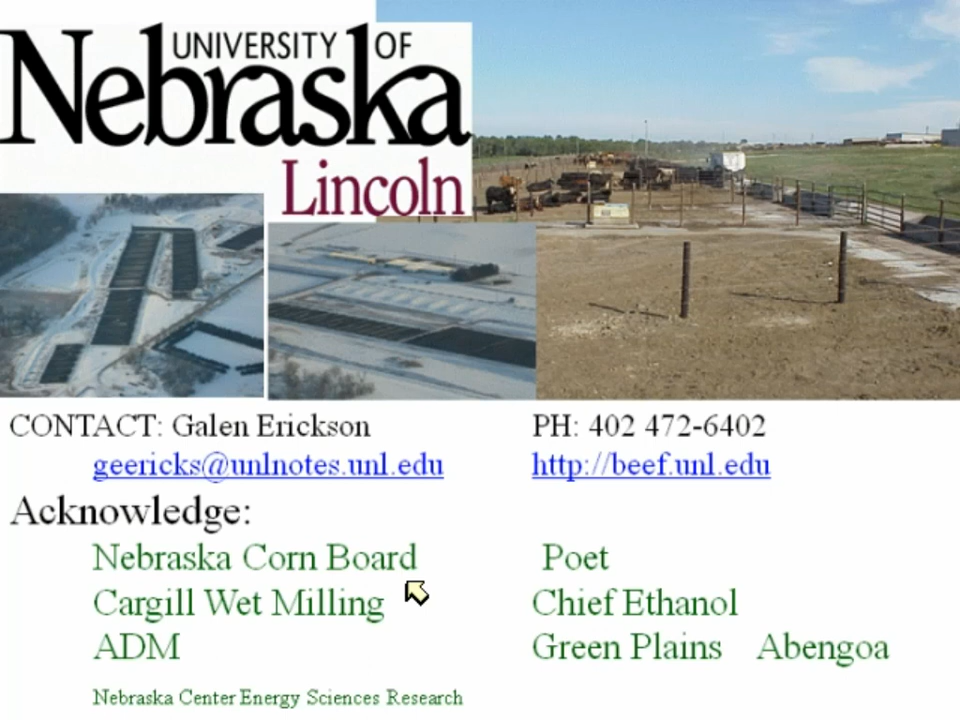 UNIVERSITY OF
Nebraska
Lincoln
CONTACT: Galen Erickson PH: 402 472-6402
geericks@unlnotes.unl.edu http://beef.unl.edu
Acknowledge:
Nebraska Corn Board Poet
Cargill Wet Milling Chief Ethanol
ADM Green Plains Abengoa
Nebraska Center Energy Sciences Research